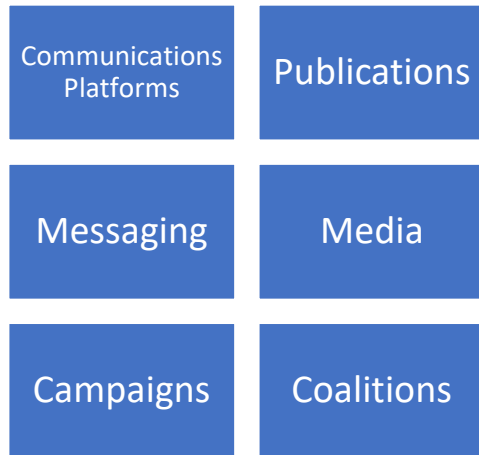 Communications
Platforms
Publications
Messaging
Media
Campaigns
Coalitions